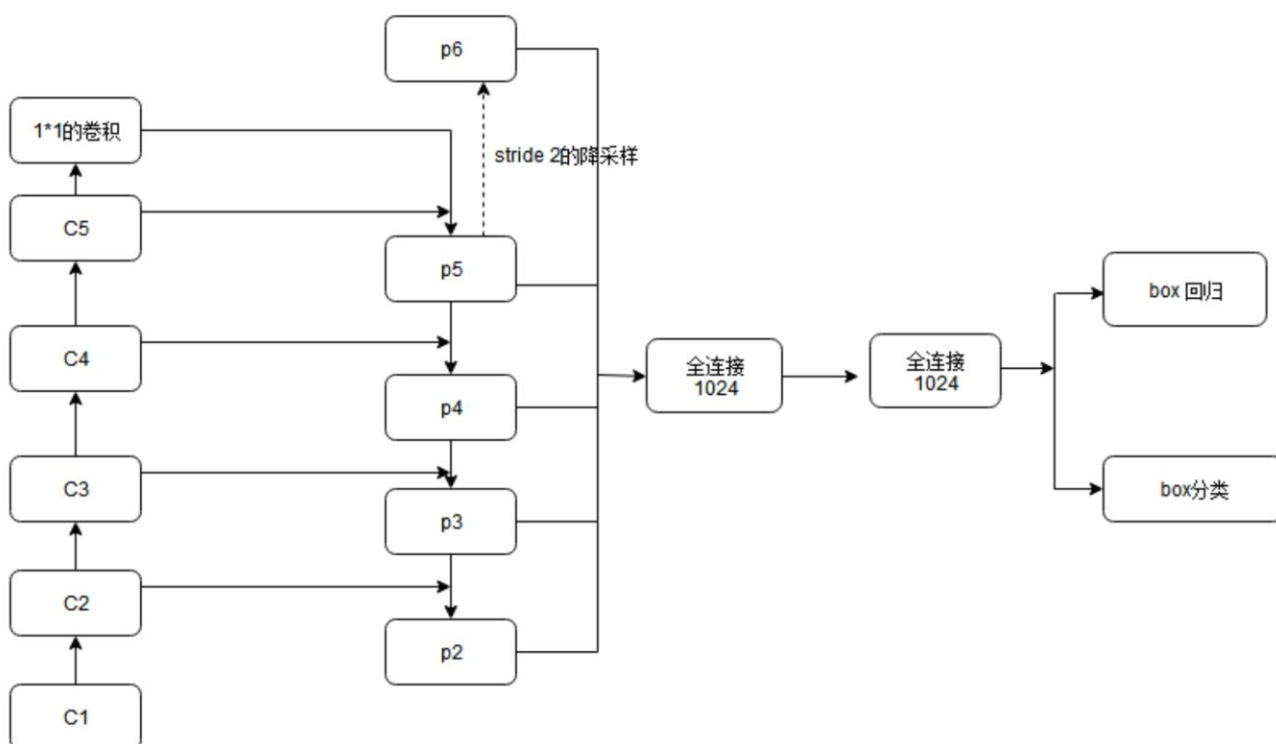 p6
1*1的卷积
stride 2的降采样
C5
p5
box 回归
C4
全连接
1024
全连接
1024
p4
C3
box分类
p3
C2
p2
C1